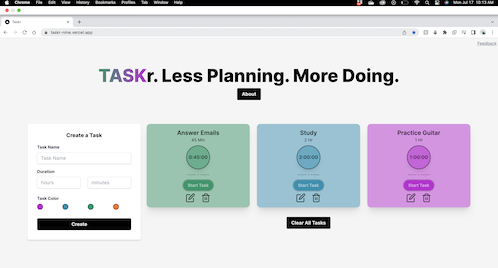 Chrome File Edit View History Bookmarks Profiles Tab Window Help
Mon Jul 17 10:13 AM
Taskr
taskr-nine.vercel.app
Feedback
TASKr. Less Planning. More Doing.
About
Create a Task
Task Name
Task Name
Duration
hours
minutes
Task Color
Create
Answer Emails
45 Min
0:45:00
Start Task
Study
2 Hr
2:00:00
Start Task
Practice Guitar
1 Hr
1:00:00
Start Task
Clear All Tasks